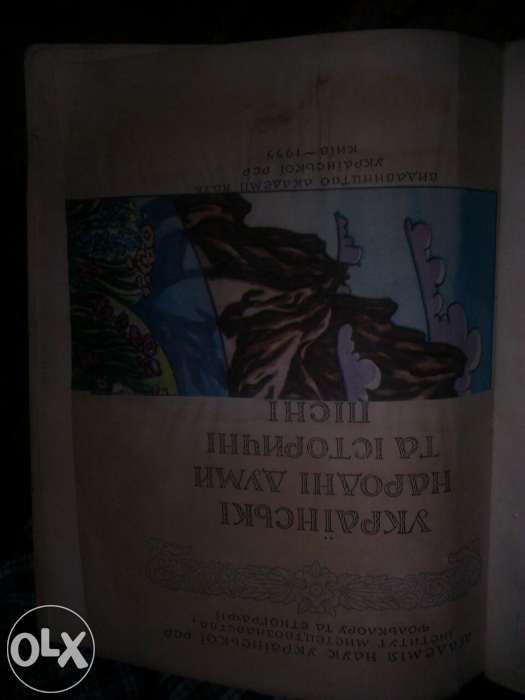 АКАДЕМІЯ НАУК УКРАЇНСЬКОЇ РСР
ІНСТИТУТ МИСТЕЦТВОЗНАВСТВА,
ФОЛЬКЛОРУ ТА ЕТНОГРАФІЇ
УКРАЇНСЬКІ
НАРОДНІ ДУМИ
ТА ІСТОРИЧНІ
ПІСНІ
ВИДАВНИЦТВО АКАДЕМІЇ НАУК
УКРАЇНСЬКОЇ РСР
КИЇВ—1955
OLX